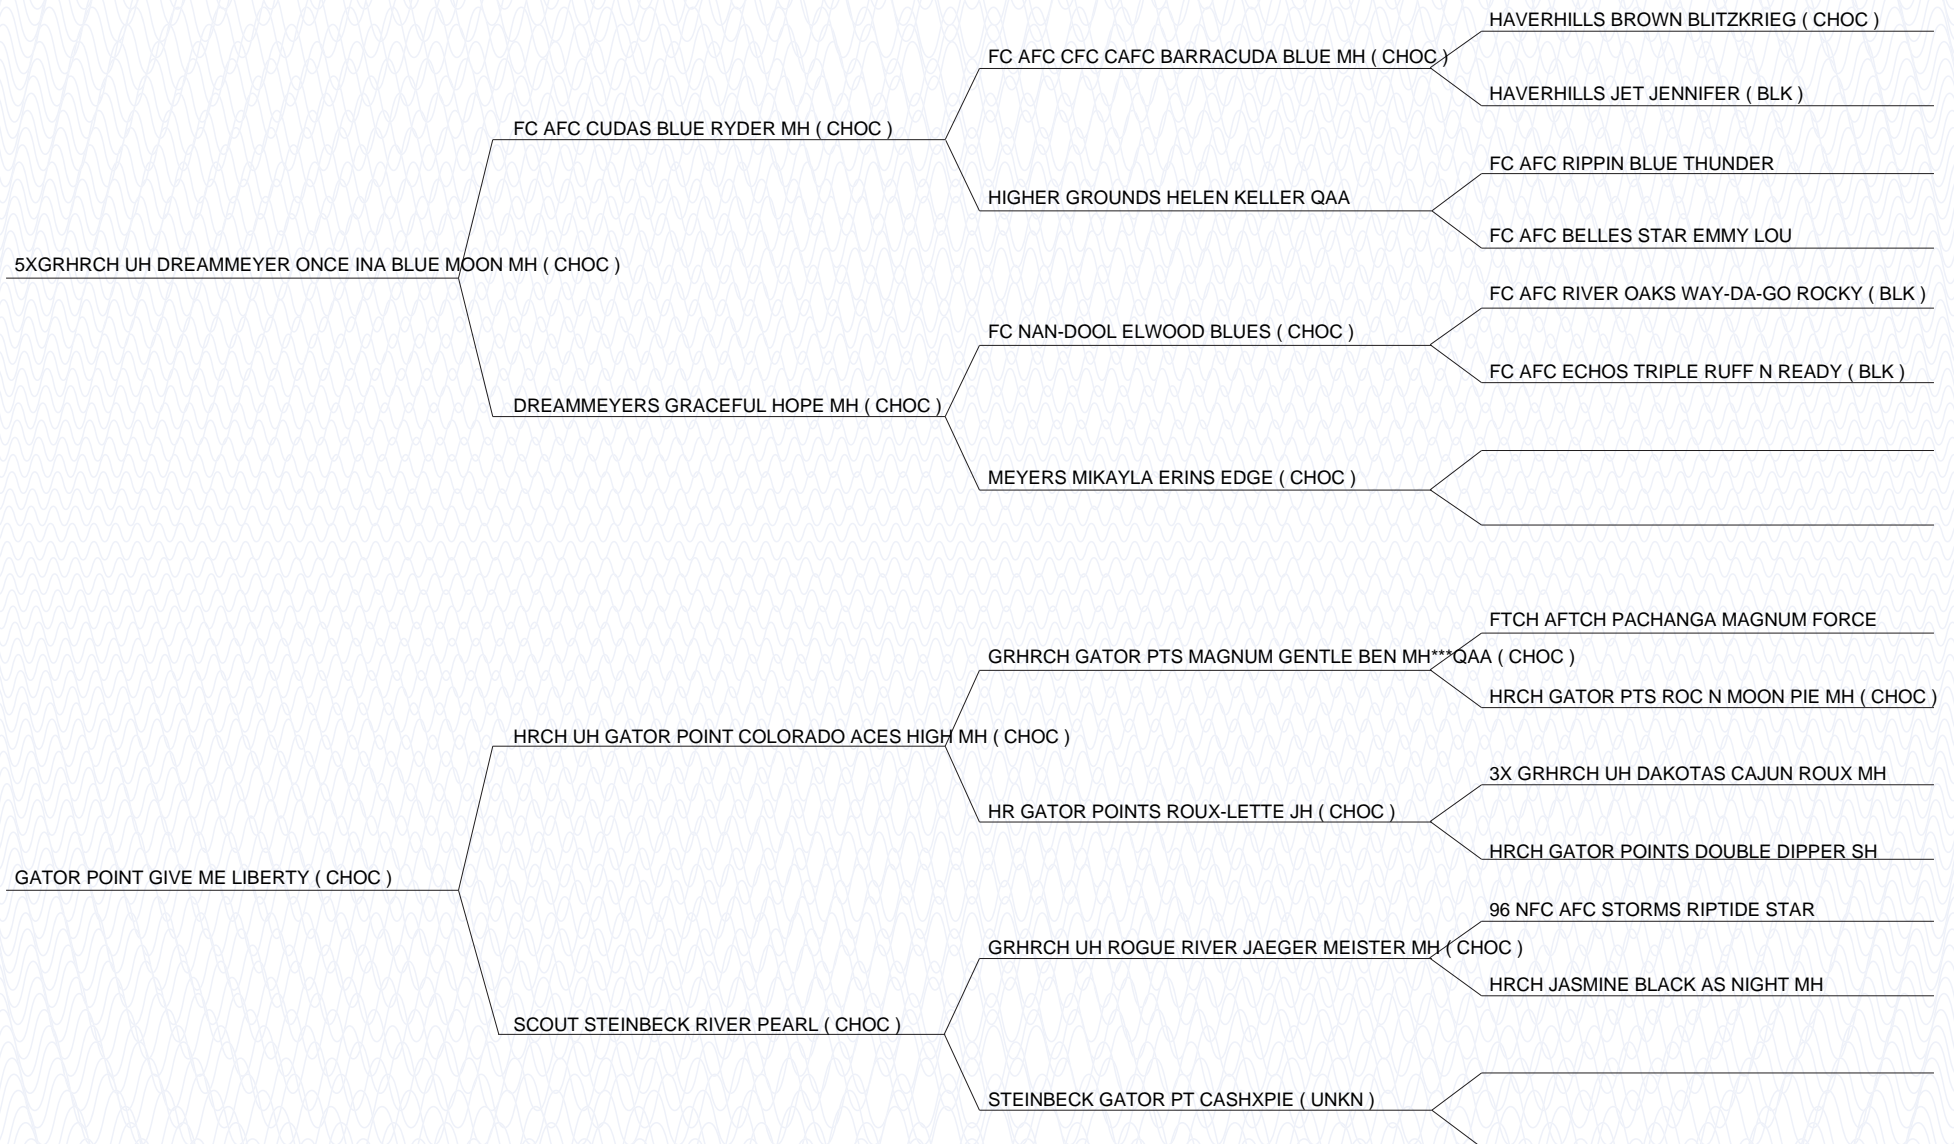 HAVERHILLS BROWN BLITZKRIEG ( CHOC )
FC AFC CFC CAFC BARRACUDA BLUE MH ( CHOC )
HAVERHILLS JET JENNIFER ( BLK )
FC AFC CUDAS BLUE RYDER MH ( CHOC )
FC AFC RIPPIN BLUE THUNDER
HIGHER GROUNDS HELEN KELLER QAA
FC AFC BELLES STAR EMMY LOU
5XGRHRCH UH DREAMMEYER ONCE INA BLUE MOON MH ( CHOC )
FC AFC RIVER OAKS WAY-DA-GO ROCKY ( BLK )
FC NAN-DOOL ELWOOD BLUES ( CHOC )
FC AFC ECHOS TRIPLE RUFF N READY ( BLK )
DREAMMEYERS GRACEFUL HOPE MH ( CHOC )
MEYERS MIKAYLA ERINS EDGE ( CHOC )
FTCH AFTCH PACHANGA MAGNUM FORCE
GRHRCH GATOR PTS MAGNUM GENTLE BEN MH***QAA ( CHOC )
HRCH GATOR PTS ROC N MOON PIE MH ( CHOC )
HRCH UH GATOR POINT COLORADO ACES HIGH MH ( CHOC )
3X GRHRCH UH DAKOTAS CAJUN ROUX MH
HR GATOR POINTS ROUX-LETTE JH ( CHOC )
HRCH GATOR POINTS DOUBLE DIPPER SH
GATOR POINT GIVE ME LIBERTY ( CHOC )
96 NFC AFC STORMS RIPTIDE STAR
GRHRCH UH ROGUE RIVER JAEGER MEISTER MH ( CHOC )
HRCH JASMINE BLACK AS NIGHT MH
SCOUT STEINBECK RIVER PEARL ( CHOC )
STEINBECK GATOR PT CASHXPIE ( UNKN )